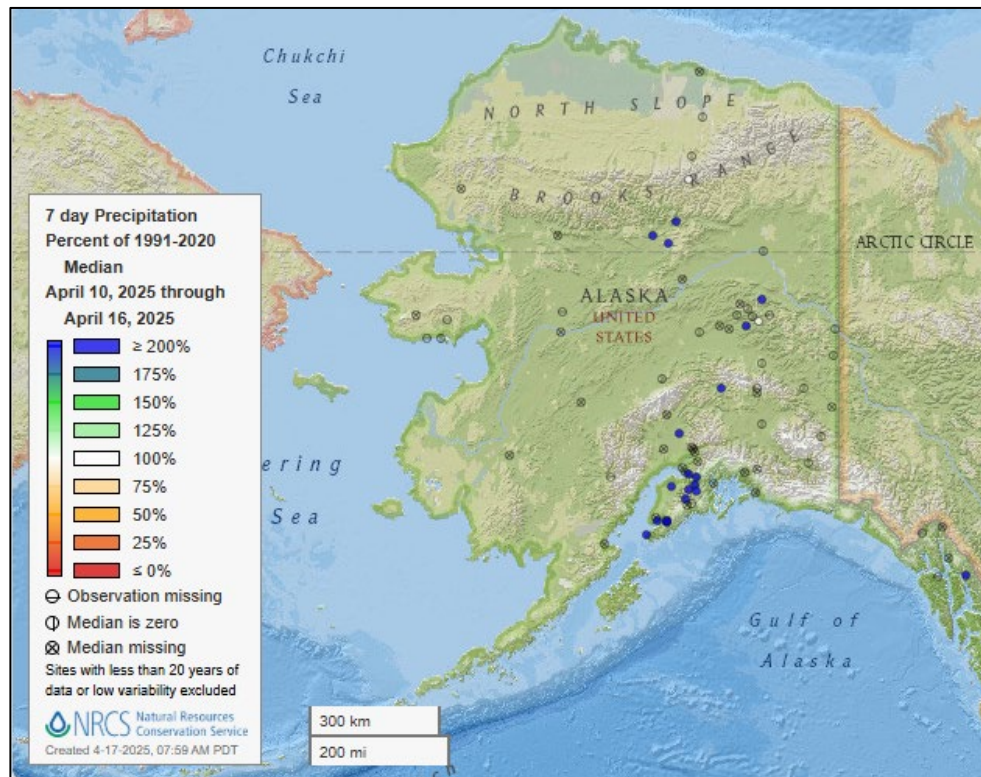 Chukchi
Sea
NORTH SLOPE
BROOKS RANGE
ARCTIC CIRCLE
ALASKA
UNITED
STATES
ering
Sea
Gulf of
Alaska
7 day Precipitation
Percent of 1991-2020
Median
April 10, 2025 through
April 16, 2025
≥ 200%
175%
150%
125%
100%
75%
50%
25%
≤ 0%
Observation missing
Median is zero
Median missing
Sites with less than 20 years of
data or low variability excluded
NRCS Natural Resources
Conservation Service
Created 4-17-2025, 07:59 AM PDT
300 km
200 mi